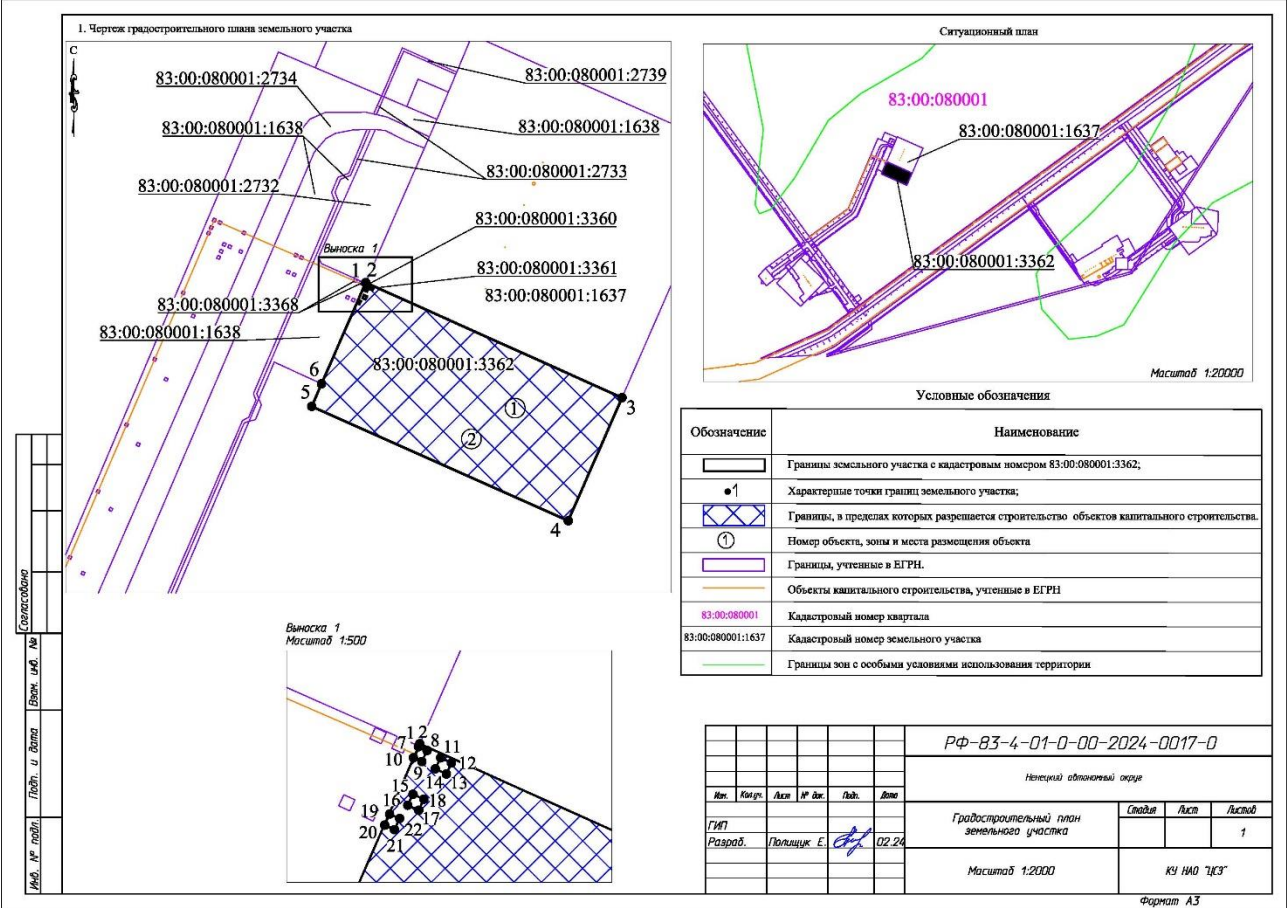 1. Чертеж градостроительного плана земельного участка
С
83:00:080001:2734
83:00:080001:2739
83:00:080001:1638
83:00:080001:1638
83:00:080001:2733
83:00:080001:2732
83:00:080001:3360
Выноска 1
1 2
83:00:080001:3361
83:00:080001:1637
83:00:080001:3368
83:00:080001:1638
83:00:080001:3362
6
5
3
4
1
2
Ситуационный план
83:00:080001
83:00:080001:1637
83:00:080001:3362
Масштаб 1:20000
Условные обозначения
Обозначение Наименование
Границы земельного участка с кадастровым номером 83:00:080001:3362;
1 Характерные точки границ земельного участка;
Границы, в пределах которых разрешается строительство объектов капитального строительства.
1 Номер объекта, зоны и места размещения объекта
Границы, учтенные в ЕГРН.
Объекты капитального строительства, учтенные в ЕГРН
83:00:080001 Кадастровый номер квартала
83:00:080001:1637 Кадастровый номер земельного участка
Границы зон с особыми условиями использования территории
Выноска 1
Масштаб 1:500
1 2
7 8
10 11
9 12
14 13
15
16 18
19 17
20 22
21
Согласовано
Взам. инв. №
Подп. и дата
Инв. № подл.
РФ-83-4-01-0-00-2024-0017-0
Ненецкий автономный округ
Изм. Кол.уч. Лист № док. Подп. Дата
Градостроительный план
земельного участка
Стадия Лист Листов
1
ГИП
Разраб. Полищук Е. 02.24
Масштаб 1:2000
КУ НАО "ЦСЭ"
Формат А3